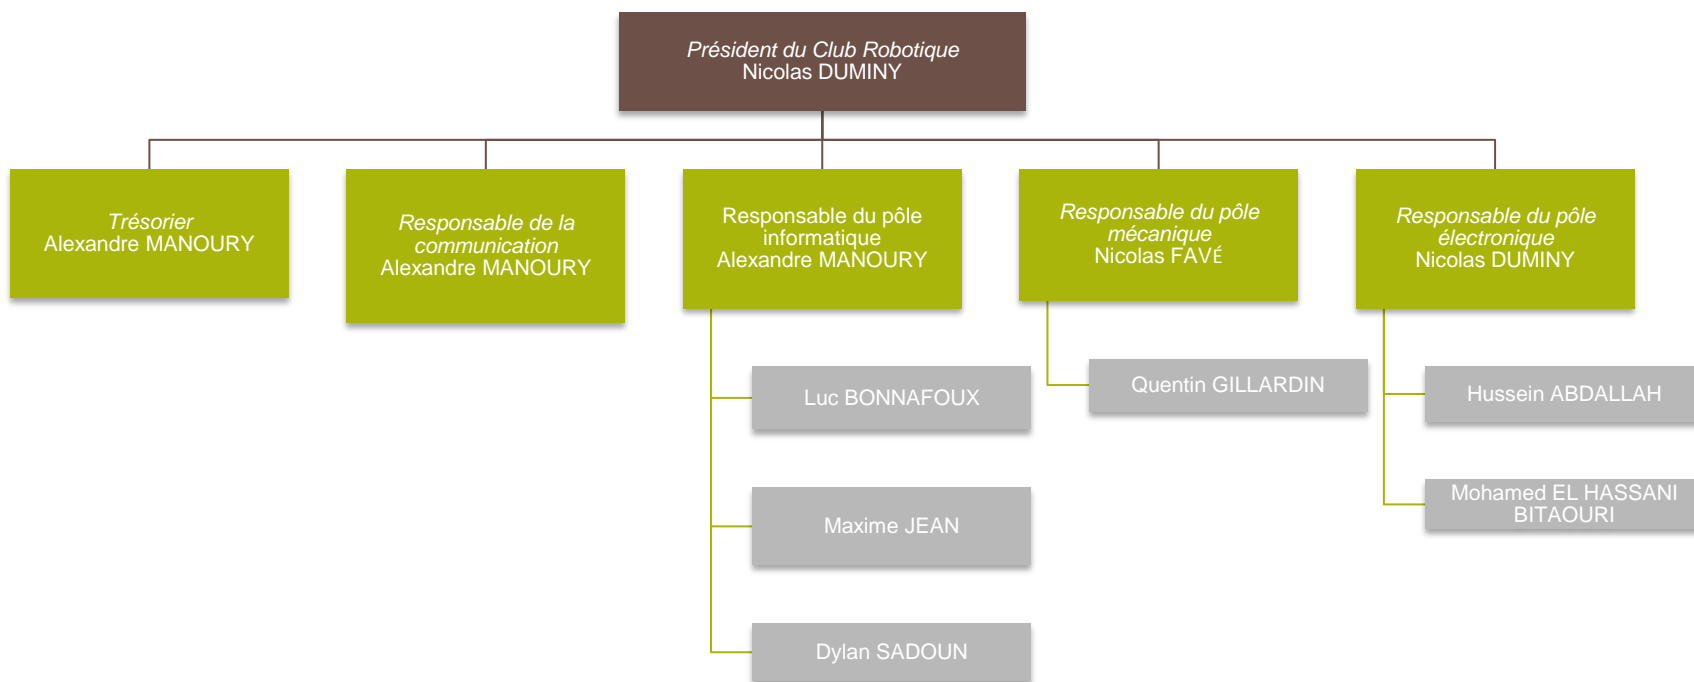 Président du Club Robotique
Nicolas DUMINY
Trésorier
Alexandre MANOURY
Responsable de la
communication
Alexandre MANOURY
Responsable du pôle
informatique
Alexandre MANOURY
Responsable du pôle
mécanique
Nicolas FAVÉ
Responsable du pôle
électronique
Nicolas DUMINY
Luc BONNAFOUX
Maxime JEAN
Dylan SADOUN
Quentin GILLARDIN
Hussein ABDALLAH
Mohamed EL HASSANI
BITAOURI